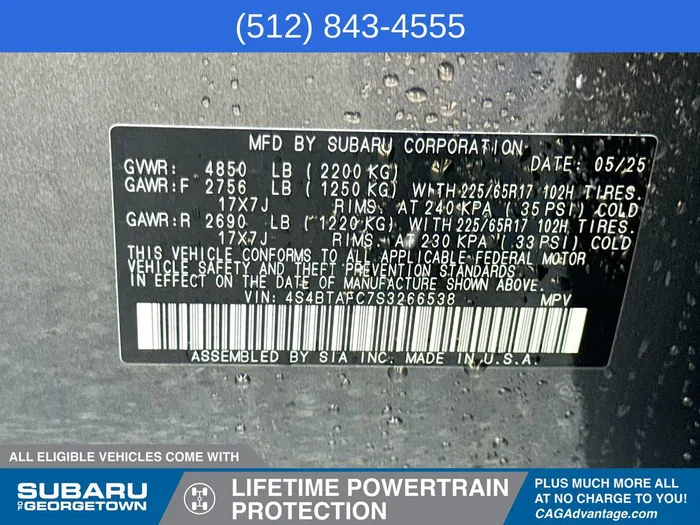 (512) 843-4555
MFD BY SUBARU CORPORATION DATE: 05/25
GVWR: 4850 LB (2200 KG)
GAWR:F 2756 LB (1250 KG) WITH 225/65R17 102H TIRES.
17X7J RIMS. AT 240 KPA (35 PSI) COLD
GAWR:R 2690 LB (1220 KG) WITH 225/65R17 102H TIRES.
17X7J RIMS. AT 230 KPA (33 PSI) COLD
THIS VEHICLE CONFORMS TO ALL APPLICABLE FEDERAL MOTOR
VEHICLE SAFETY AND THEFT PREVENTION STANDARDS
IN EFFECT ON THE DATE OF MANUFACTURE SHOWN ABOVE.
VIN: 4S4BTAFC7S3266538 MPV
ASSEMBLED BY SIA INC. MADE IN U.S.A.
ALL ELIGIBLE VEHICLES COME WITH
SUBARU
OF GEORGETOWN
LIFETIME POWERTRAIN
PROTECTION
PLUS MUCH MORE ALL
AT NO CHARGE TO YOU!
CAGAdvantage.com